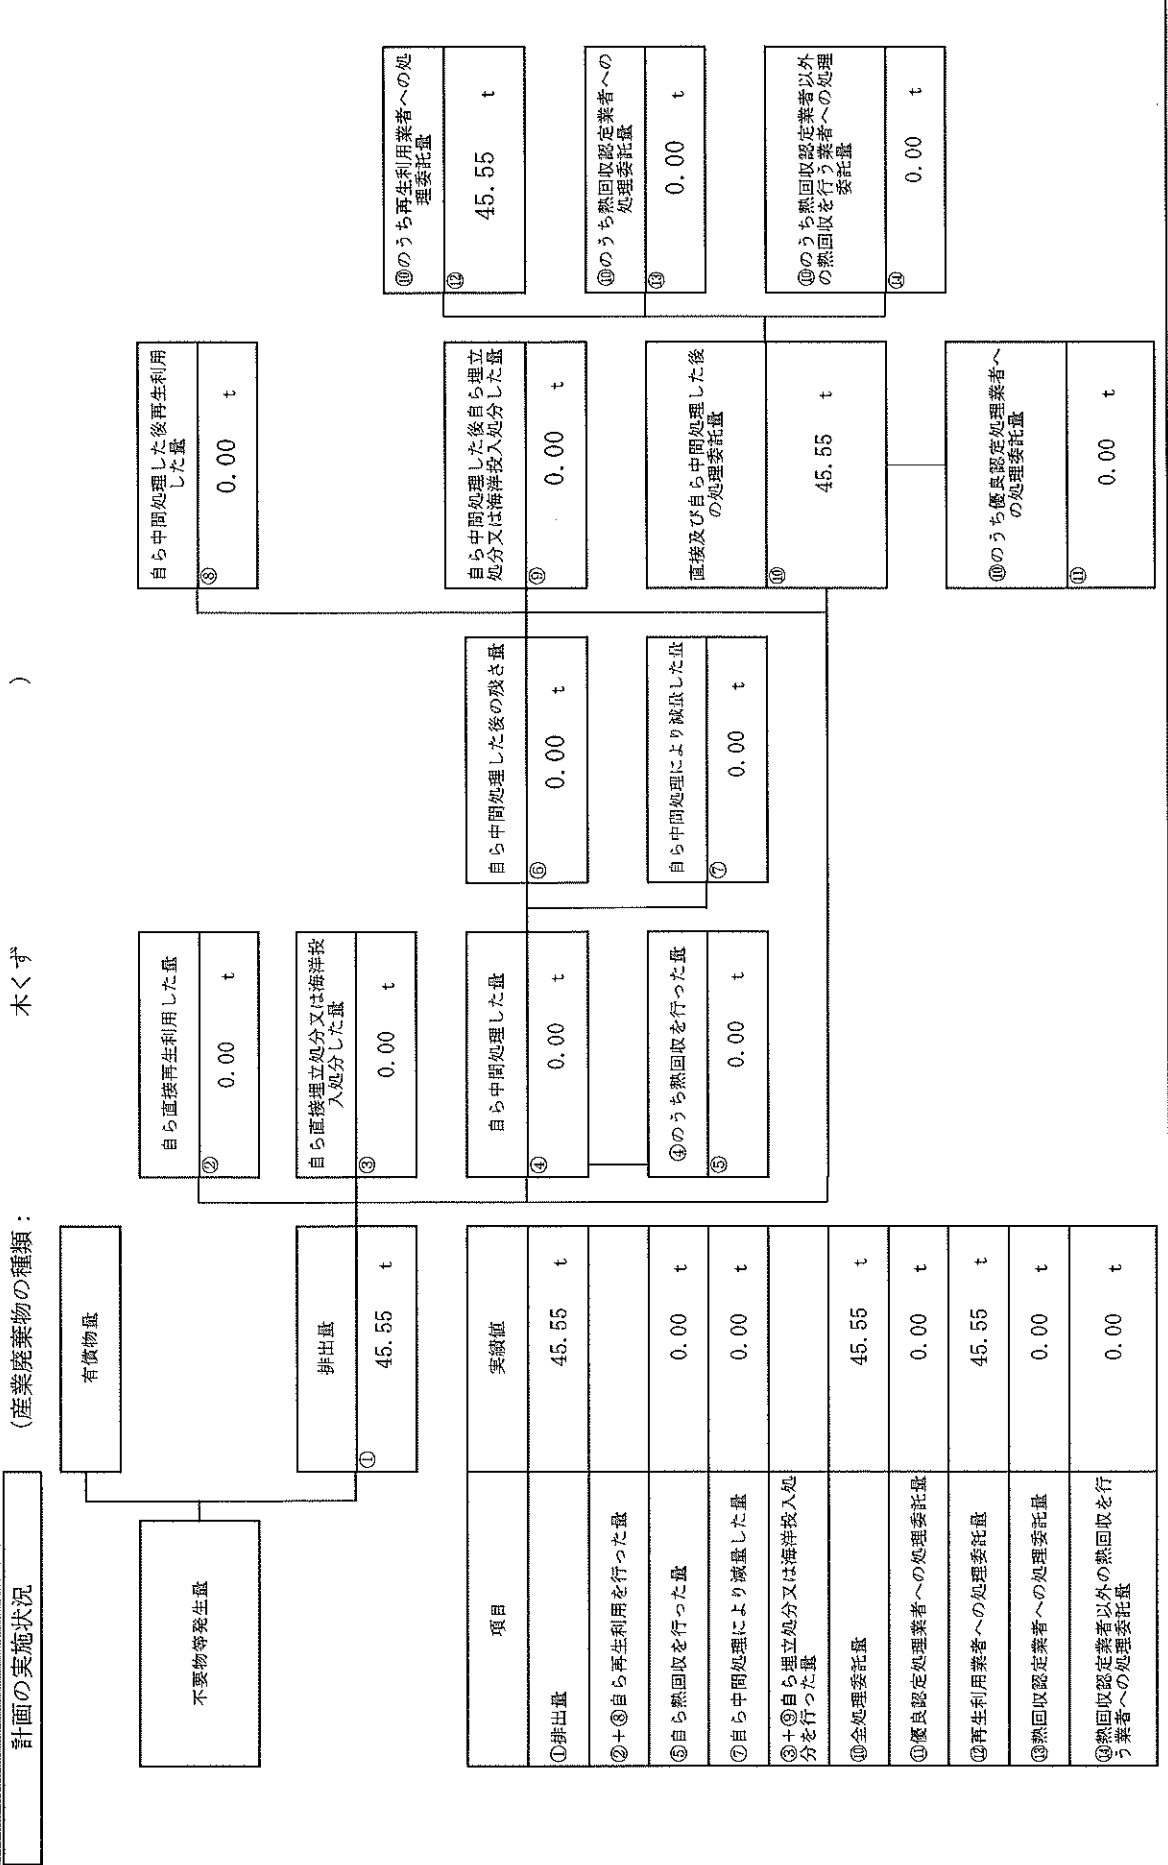 計画の実施状況
(産業廃棄物の種類: 木くず )
不要物等発生量
有償物量
排出量
① 45.55 t
自ら直接再生利用した量
② 0.00 t
自ら直接埋立処分又は海洋投
入処分した量
③ 0.00 t
自ら中間処理した量
④ 0.00 t
④のうち熱回収を行った量
⑤ 0.00 t
自ら中間処理した後の残さ量
⑥ 0.00 t
自ら中間処理により減量した量
⑦ 0.00 t
自ら中間処理した後再生利用
した量
⑧ 0.00 t
自ら中間処理した後自ら埋立
処分又は海洋投入処分した量
⑨ 0.00 t
直接及び自ら中間処理した後
の処理委託量
⑩ 45.55 t
⑩のうち優良認定処理業者へ
の処理委託量
⑪ 0.00 t
⑩のうち再生利用業者への処
理委託量
⑫ 45.55 t
⑩のうち熱回収認定業者への
処理委託量
⑬ 0.00 t
⑩のうち熱回収認定業者以外
の熱回収を行う業者への処理
委託量
⑭ 0.00 t
項目 実績値
①排出量 45.55 t
②+⑧自ら再生利用を行った量
⑤自ら熱回収を行った量 0.00 t
⑦自ら中間処理により減量した量 0.00 t
③+⑨自ら埋立処分又は海洋投入処
分を行った量
⑩全処理委託量 45.55 t
⑪優良認定処理業者への処理委託量 0.00 t
⑫再生利用業者への処理委託量 45.55 t
⑬熱回収認定業者への処理委託量 0.00 t
⑭熱回収認定業者以外の熱回収を行
う業者への処理委託量 0.00 t